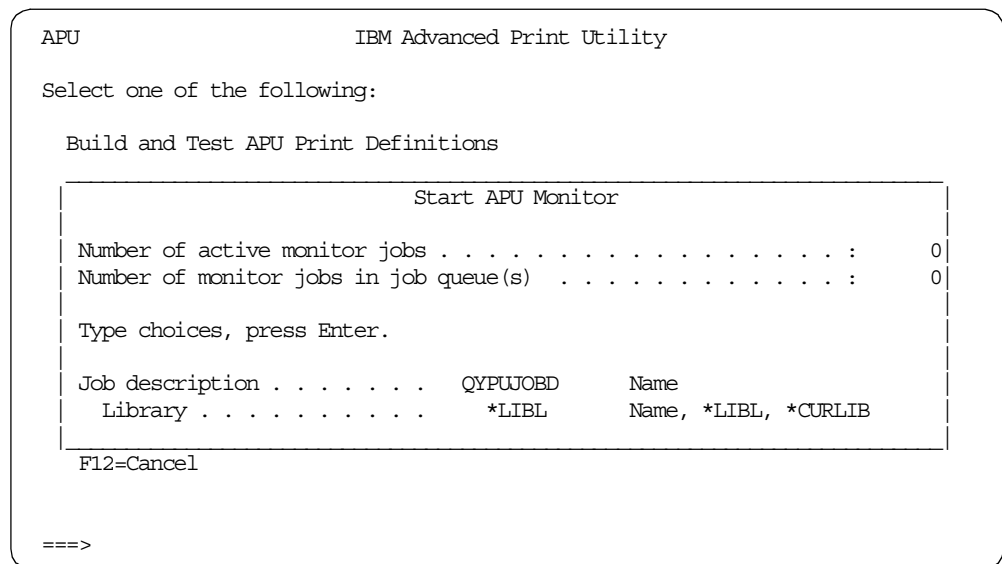 APU IBM Advanced Print Utility
Select one of the following:
Build and Test APU Print Definitions
Start APU Monitor
Number of active monitor jobs . . . . . . . . . . . . . . . . . : 0
Number of monitor jobs in job queue(s) . . . . . . . . . . . . . : 0
Type choices, press Enter.
Job description . . . . . . . QYPUJOBD Name
Library . . . . . . . . . . *LIBL Name, *LIBL, *CURLIB
F12=Cancel
===>